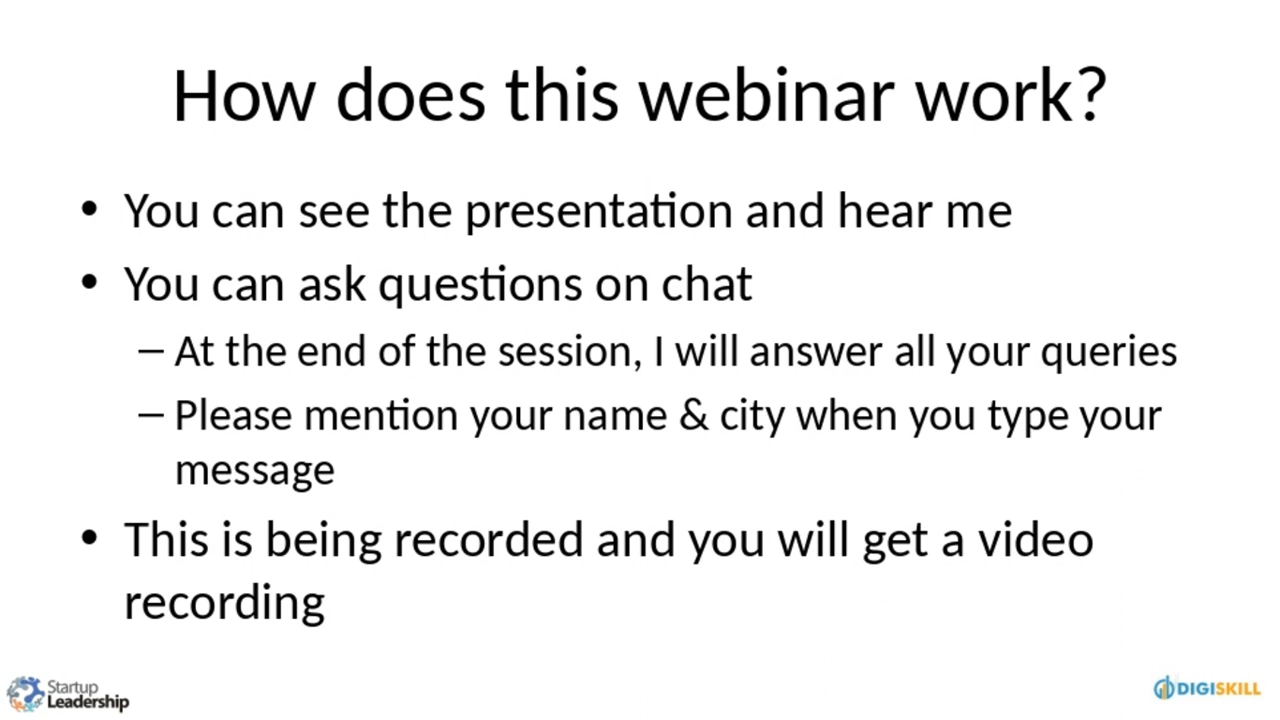 How does this webinar work?
• You can see the presentation and hear me
• You can ask questions on chat
– At the end of the session, I will answer all your queries
– Please mention your name & city when you type your
message
• This is being recorded and you will get a video
recording
Startup
Leadership
DIGISKILL